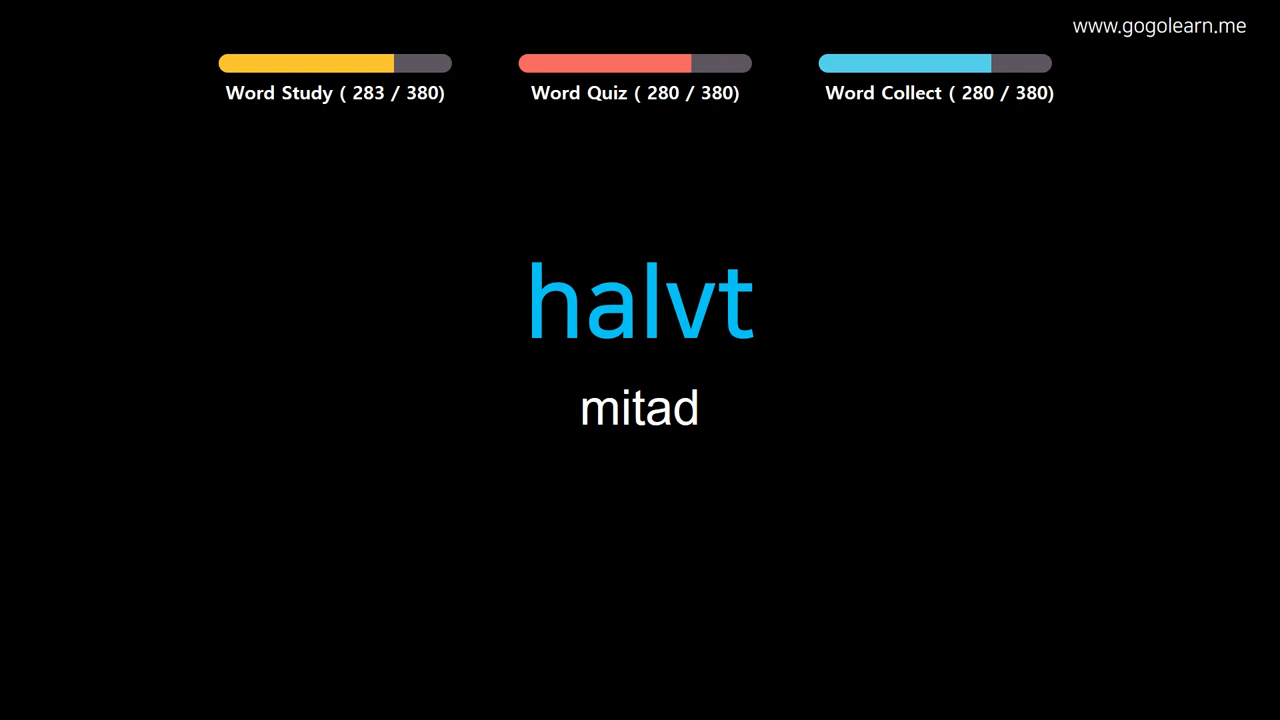 www.gogolearn.me
Word Study ( 283 / 380)
Word Quiz ( 280 / 380)
Word Collect ( 280 / 380)
halvt
mitad